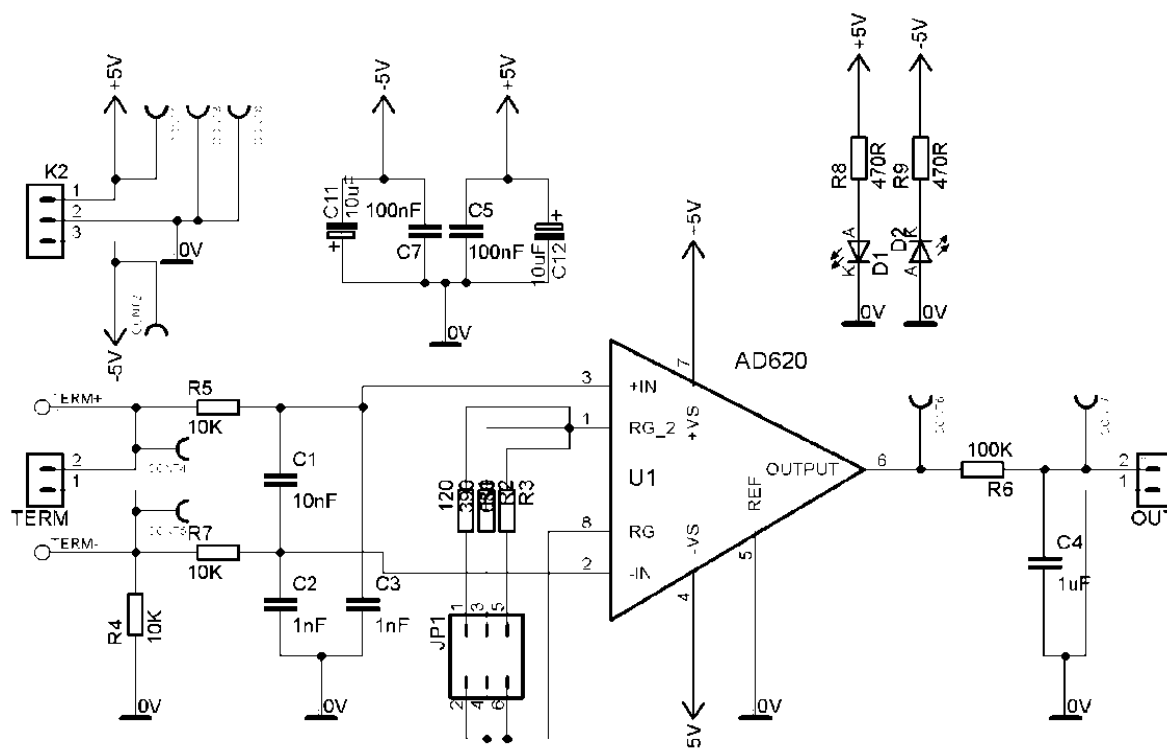 +5V
K2
1
2
3
0V
-5V
-5V
+5V
C11
100nF
C7
C5
100nF
10uF
C12
0V
+5V
-5V
R8
470R
R9
470R
A
K
D1
D2
A
0V
0V
TERM+
R5
10K
2
1
TERM
C1
10nF
TERM-
R7
10K
R4
10K
C2
1nF
C3
1nF
0V
0V
120
390
R2
R3
JP1
1
3
5
2
4
6
+5V
7
AD620
3
+IN
1
RG_2
+VS
U1
OUTPUT
6
REF
8
RG
-VS
2
-IN
4
5
-5V
0V
100K
R6
C4
1uF
2
1
OUT
0V